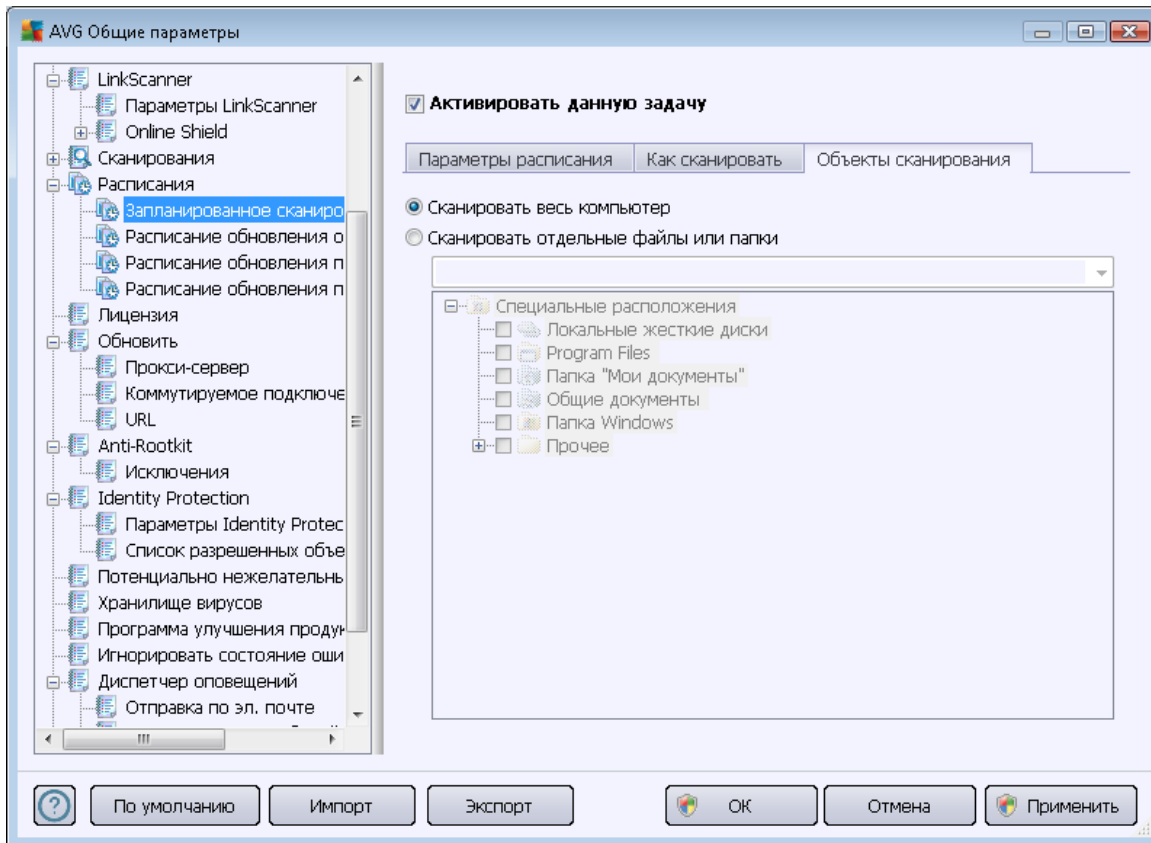 AVG Общие параметры
LinkScanner
Параметры LinkScanner
Online Shield
Сканирования
Расписания
Запланированное сканиро
Расписание обновления о
Расписание обновления п
Расписание обновления п
Лицензия
Обновить
Прокси-сервер
Коммутируемое подключе
URL
Anti-Rootkit
Исключения
Identity Protection
Параметры Identity Protec
Список разрешенных объе
Потенциально нежелательнь
Хранилище вирусов
Программа улучшения продук
Игнорировать состояние оши
Диспетчер оповещений
Отправка по эл. почте
Активировать данную задачу
Параметры расписания
Как сканировать
Объекты сканирования
Сканировать весь компьютер
Сканировать отдельные файлы или папки
Специальные расположения
Локальные жесткие диски
Program Files
Папка "Мои документы"
Общие документы
Папка Windows
Прочее
По умолчанию
Импорт
Экспорт
ОК
Отмена
Применить